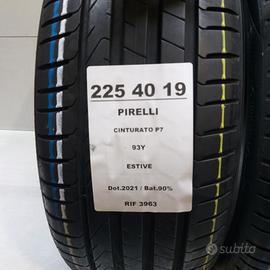 225 40 19
PIRELLI
CINTURATO P7
93Y
ESTIVE
Dot.2021 / Bat.90%
RIF 3963
subito